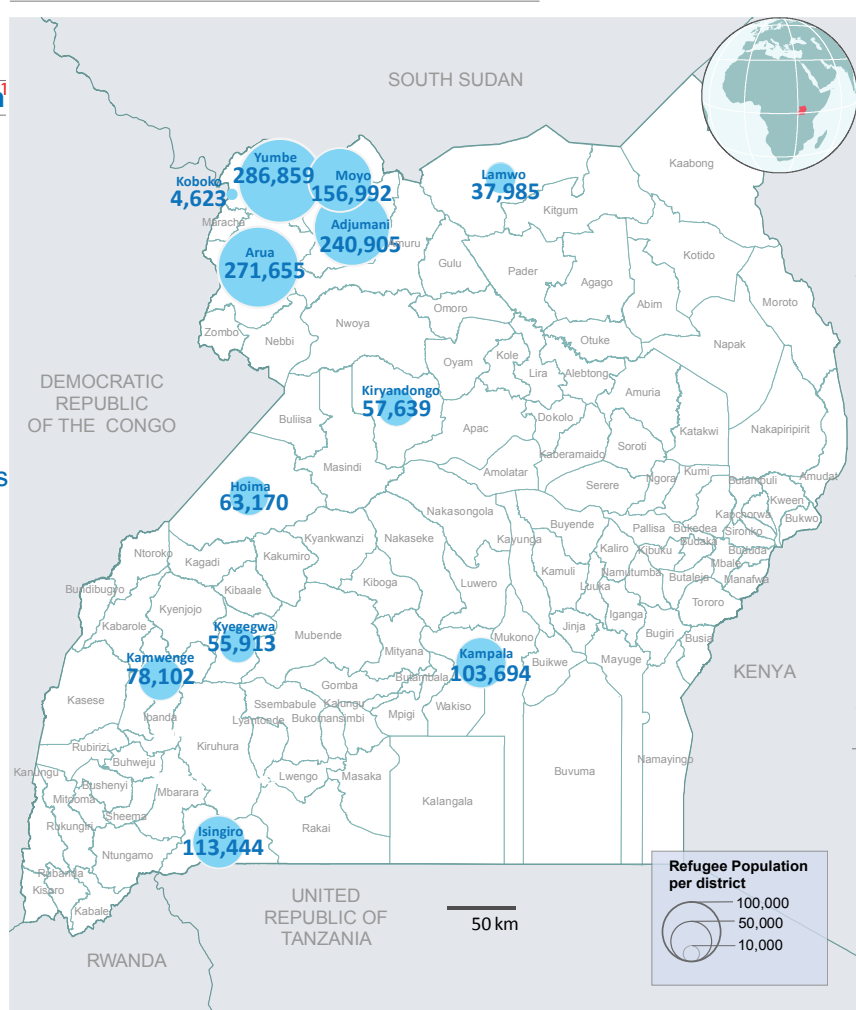 1
SOUTH SUDAN
Kaabong
Yumbe
286,859
Moyo
156,992
Koboko
4,623
Lamwo
37,985
Kitgum
Maracha
Adjumani
240,905
Amuru
Arua
271,655
Gulu
Pader
Agago
Kotido
Abim
Moroto
Omoro
Nwoya
Zombo
Nebbi
Otuke
Napak
Oyam
Kole
Lira
Alebtong
DEMOCRATIC
REPUBLIC
OF THE CONGO
Kiryandongo
57,639
Amuria
Buliisa
Dokolo
Apac
Katakwi
Nakapiripirit
Soroti
Kaberamaido
Masindi
Amolatar
Kumi
Amudat
Ngora
Serere
Bulambuli
s
Hoima
63,170
Kween
Nakasongola
Kapchorwa
Bukwo
Buyende
Pallisa
Bukedea
Sironko
Kyankwanzi
Nakaseke
Kayunga
Budaka
Ntoroko
Kagadi
Kakumiro
Kaliro
Kibuku
Bududa
Mbale
Kamuli
Namutumba
Butaleja
Manafwa
Bundibugyo
Kibaale
Kiboga
Luwero
Luuka
Kyenjojo
Tororo
Kabarole
Iganga
Kyegegwa
55,913
Mubende
Jinja
Bugiri
Busia
Mukono
Mityana
Kampala
103,694
Kamwenge
78,102
Buikwe
Mayuge
KENYA
Butambala
Gomba
Kasese
Ssembabule
Kalungu
Wakiso
Ibanda
Mpigi
Lyantonde
Bukomansimbi
Rubirizi
Kiruhura
Buhweju
Namayingo
Kanungu
Bushenyi
Lwengo
Masaka
Buvuma
Mitooma
Mbarara
Kalangala
Sheema
Rukungiri
Rakai
Isingiro
113,444
Ntungamo
Rubanda
Kisoro
Kabale
UNITED
REPUBLIC OF
TANZANIA
50 km
RWANDA
Refugee Population
per district
100,000
50,000
10,000